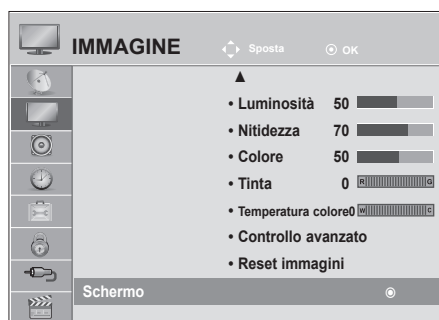 IMMAGINE Sposta OK
• Luminosità 50
• Nitidezza 70
• Colore 50
• Tinta 0 R G
• Temperatura colore0 W C
• Controllo avanzato
• Reset immagini
Schermo